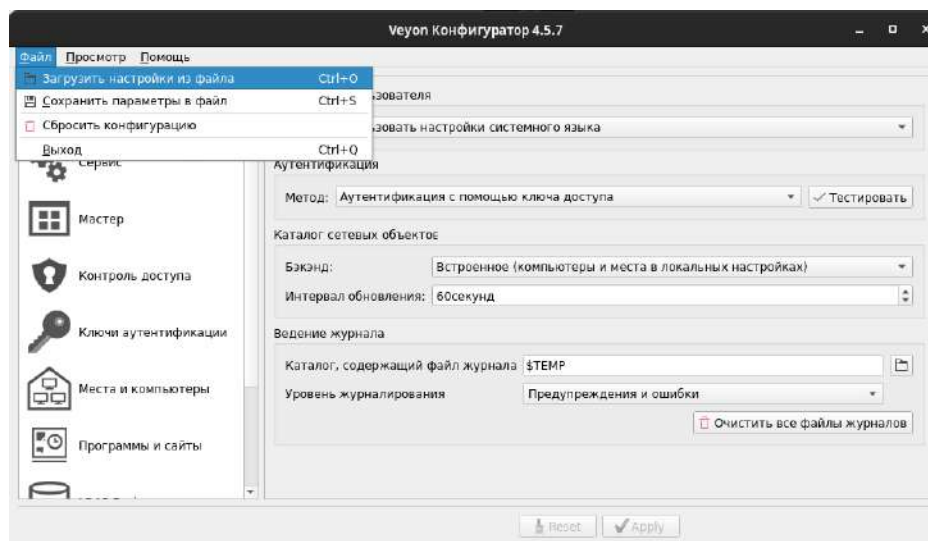 Veyon Конфигуратор 4.5.7
Файл Просмотр Помощь
Загрузить настройки из файла Ctrl+O
Сохранить параметры в файл Ctrl+S
Сбросить конфигурацию
Выход Ctrl+Q
настройки системного языка
Сервис
Мастер
Контроль доступа
Ключи аутентификации
Места и компьютеры
Программы и сайты
Аутентификация
Метод: Аутентификация с помощью ключа доступа Тестировать
Каталог сетевых объектов
Бэкэнд: Встроенное (компьютеры и места в локальных настройках)
Интервал обновления: 60секунд
Ведение журнала
Каталог, содержащий файл журнала $TEMP
Уровень журналирования Предупреждения и ошибки
Очистить все файлы журналов
Reset Apply